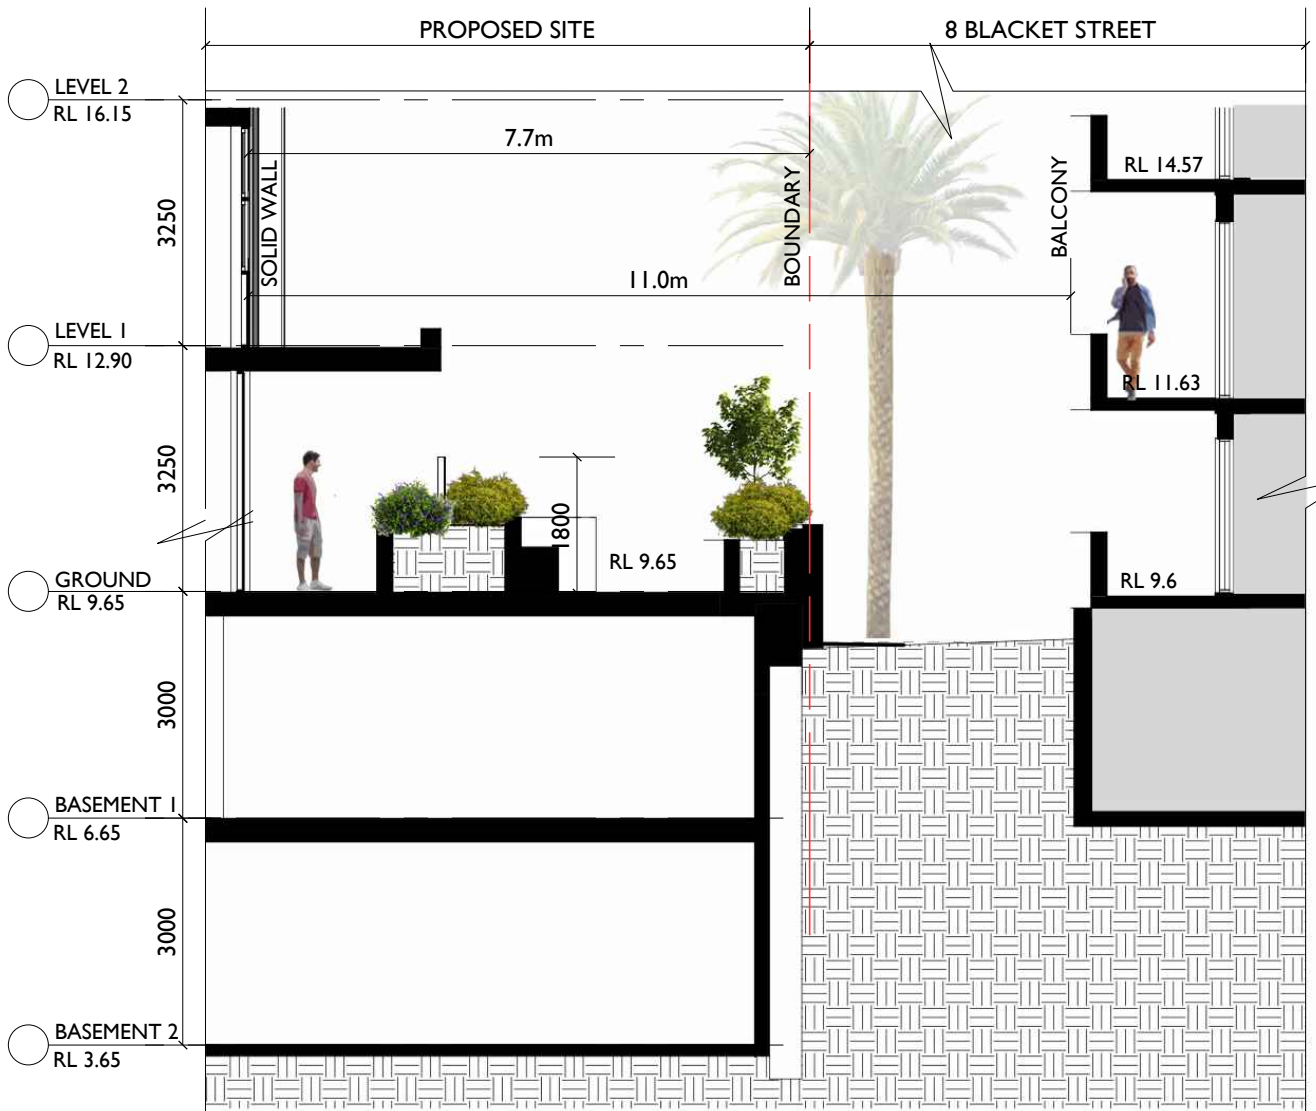 PROPOSED SITE
8 BLACKET STREET
LEVEL 2
RL 16.15
7.7m
RL 14.57
SOLID WALL
BOUNDARY
BALCONY
3250
11.0m
LEVEL 1
RL 12.90
RL 11.63
3250
1800
RL 9.65
GROUND
RL 9.65
RL 9.6
3000
BASEMENT 1
RL 6.65
3000
BASEMENT 2
RL 3.65